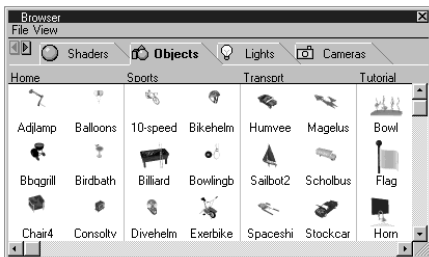 Browser
File View
Shaders Objects Lights Cameras
Home Sports Transport Tutorial
Adjlamp Balloons 10-speed Bikehelm Humvee Magelus Bowl
Bbqgrill Birdbath Billiard Bowlingb Sailbot2 Scholbus Flag
Chair4 Consoltv Divehelm Exerbike Spaceshi Stockcar Horn